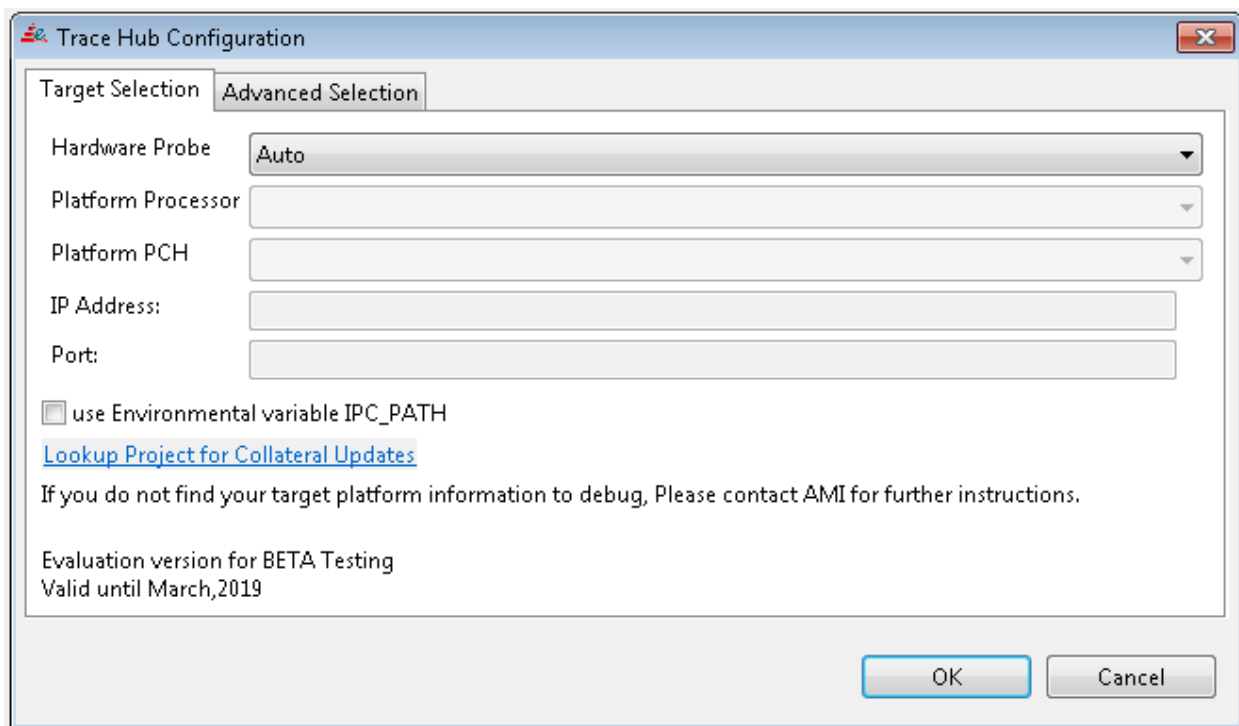 Trace Hub Configuration
Target Selection
Advanced Selection
Hardware Probe
Auto
Platform Processor
Platform PCH
IP Address:
Port:
use Environmental variable IPC_PATH
Lookup Project for Collateral Updates
If you do not find your target platform information to debug, Please contact AMI for further instructions.
Evaluation version for BETA Testing
Valid until March,2019
OK
Cancel